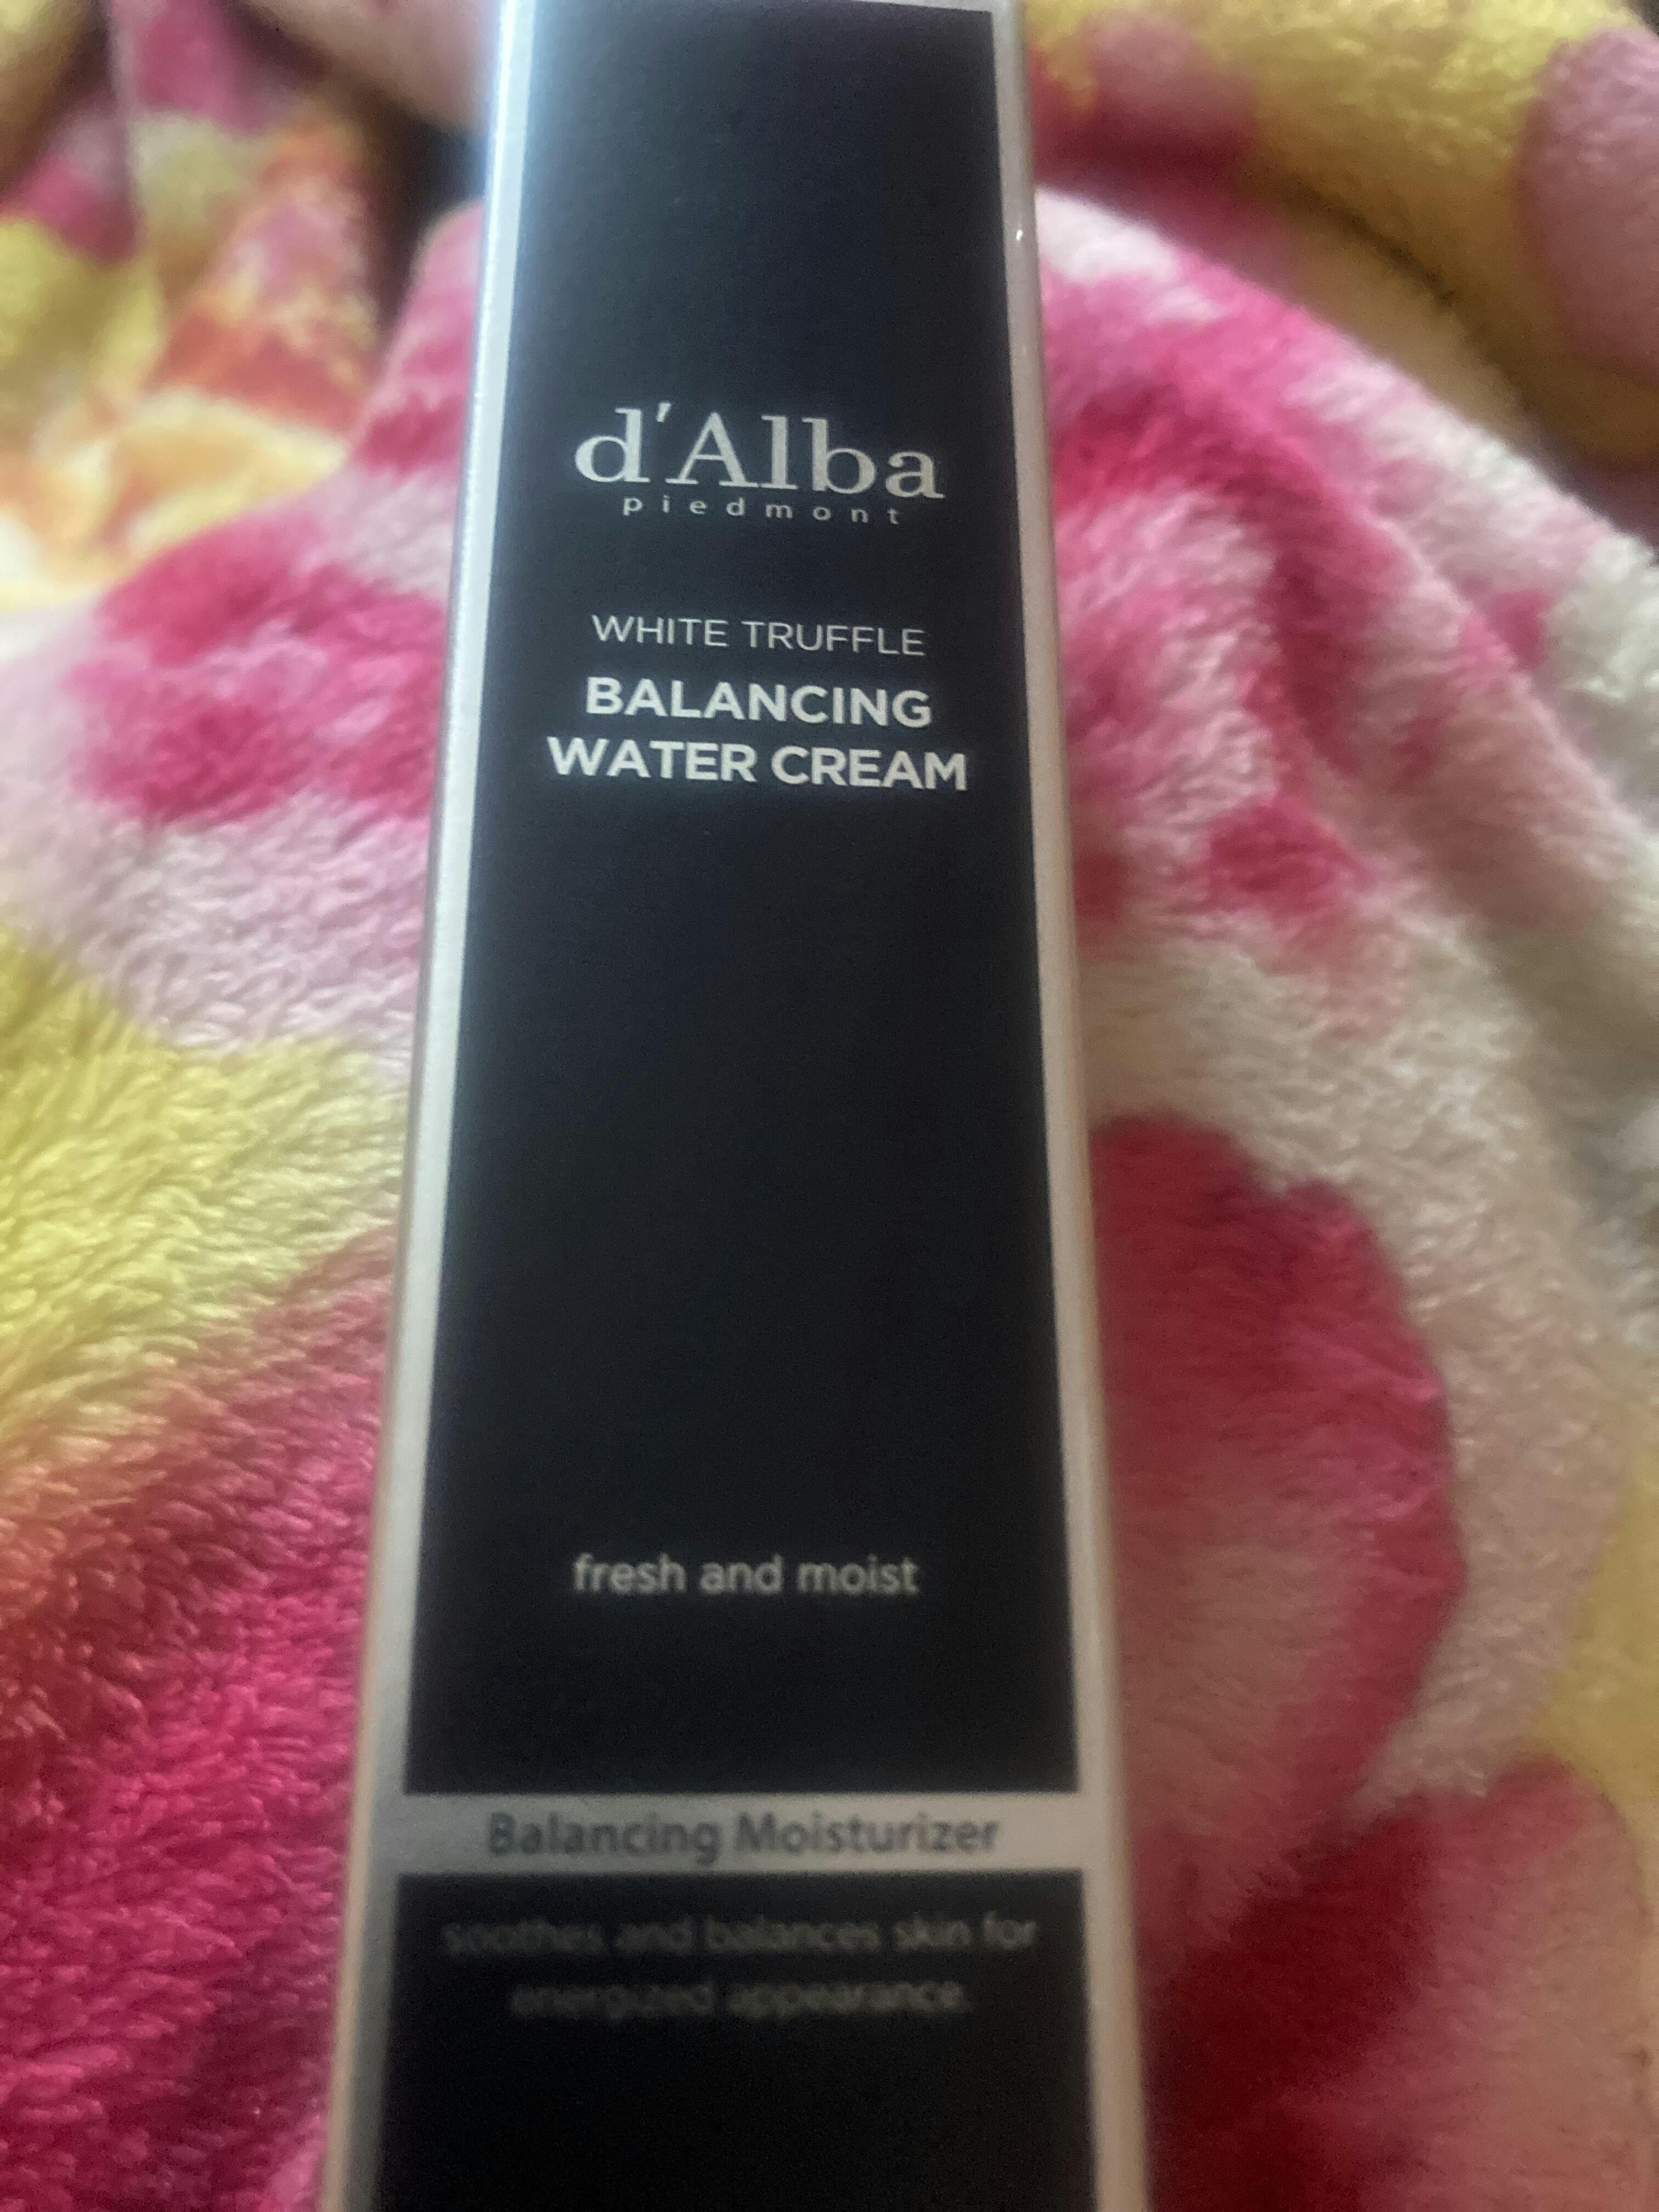 d'Alba
piedmont
WHITE TRUFFLE
BALANCING
WATER CREAM
fresh and moist
Balancing Moisturizer
soothes and balances skin for
energized appearance.